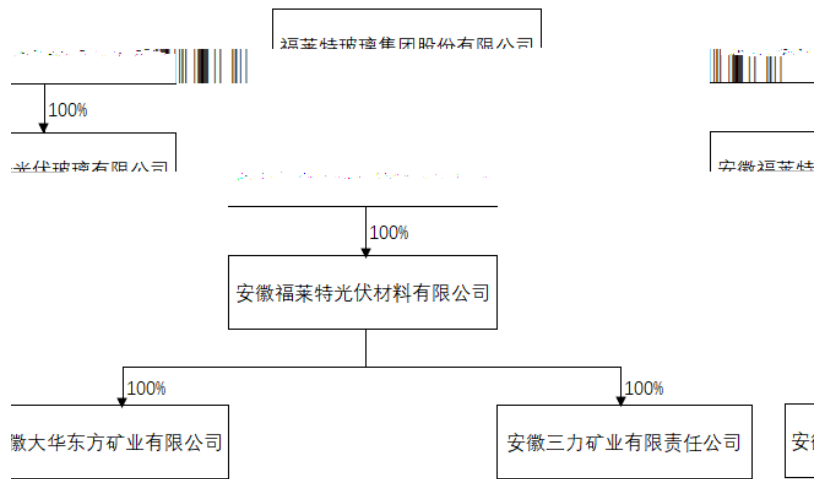 福莱特玻璃集团股份有限公司
100%
光伏玻璃有限公司
安徽福莱特
100%
安徽福莱特光伏材料有限公司
100%
100%
徽大华东方矿业有限公司
安徽三力矿业有限责任公司
安